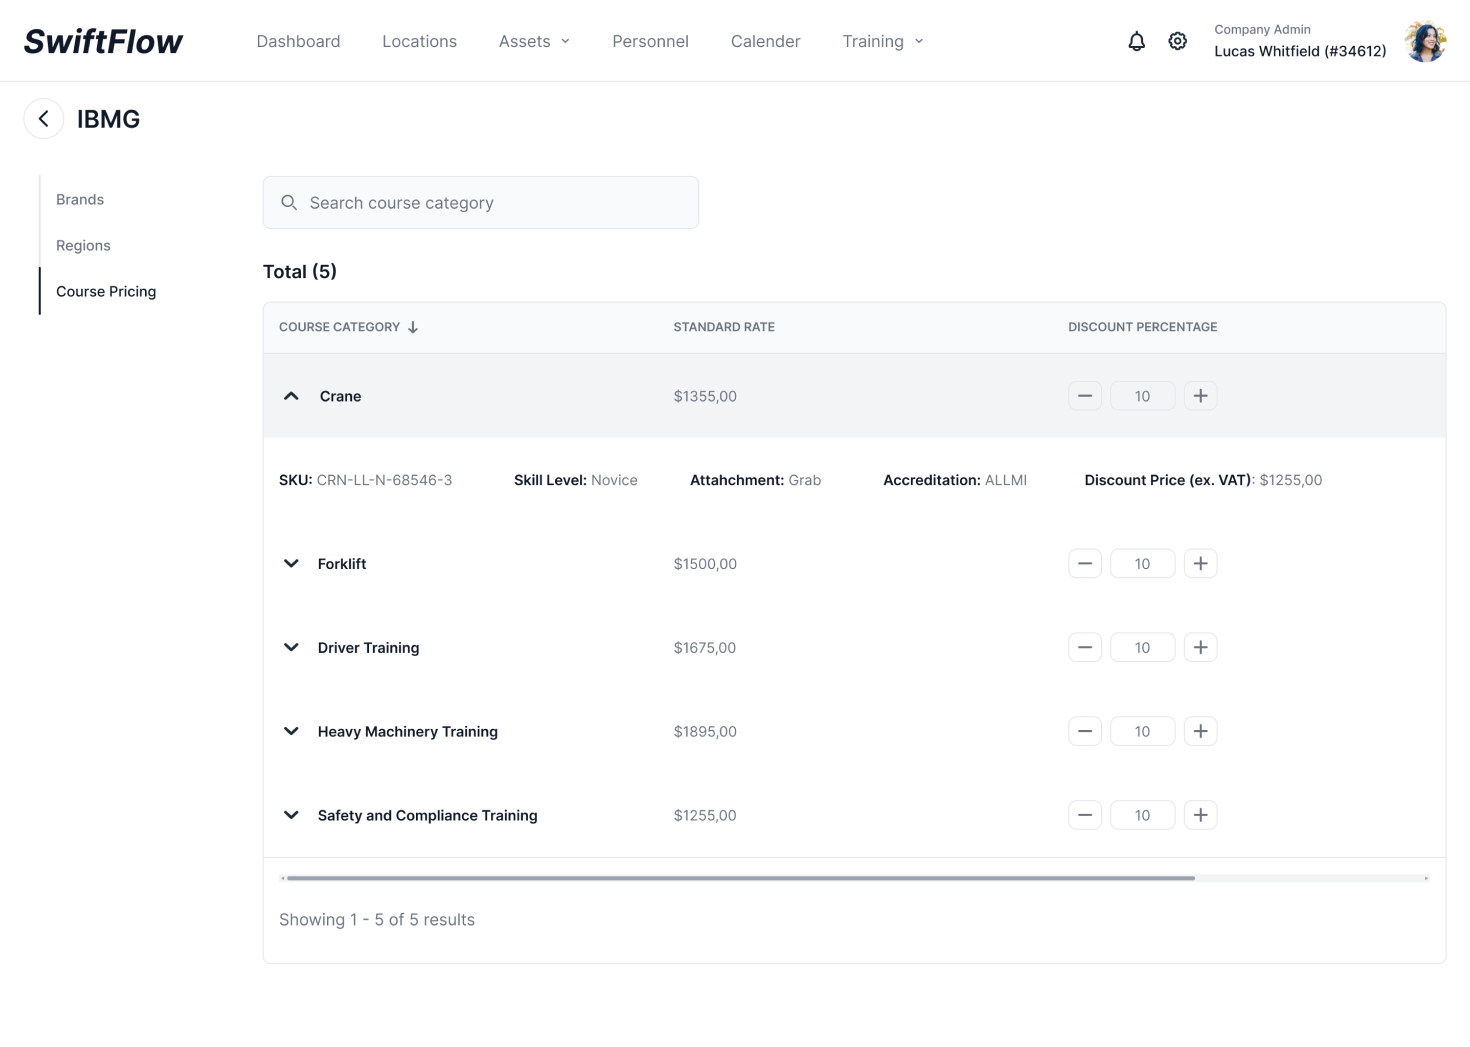 SwiftFlow
Dashboard
Locations
Assets
Personnel
Calender
Training
Company Admin
Lucas Whitfield (#34612)
IBMG
Brands
Regions
Course Pricing
Search course category
Total (5)
COURSE CATEGORY STANDARD RATE DISCOUNT PERCENTAGE
Crane $1355,00 10
SKU: CRN-LL-N-68546-3 Skill Level: Novice Attahchment: Grab Accreditation: ALLMI Discount Price (ex. VAT): $1255,00
Forklift $1500,00 10
Driver Training $1675,00 10
Heavy Machinery Training $1895,00 10
Safety and Compliance Training $1255,00 10
Showing 1 - 5 of 5 results